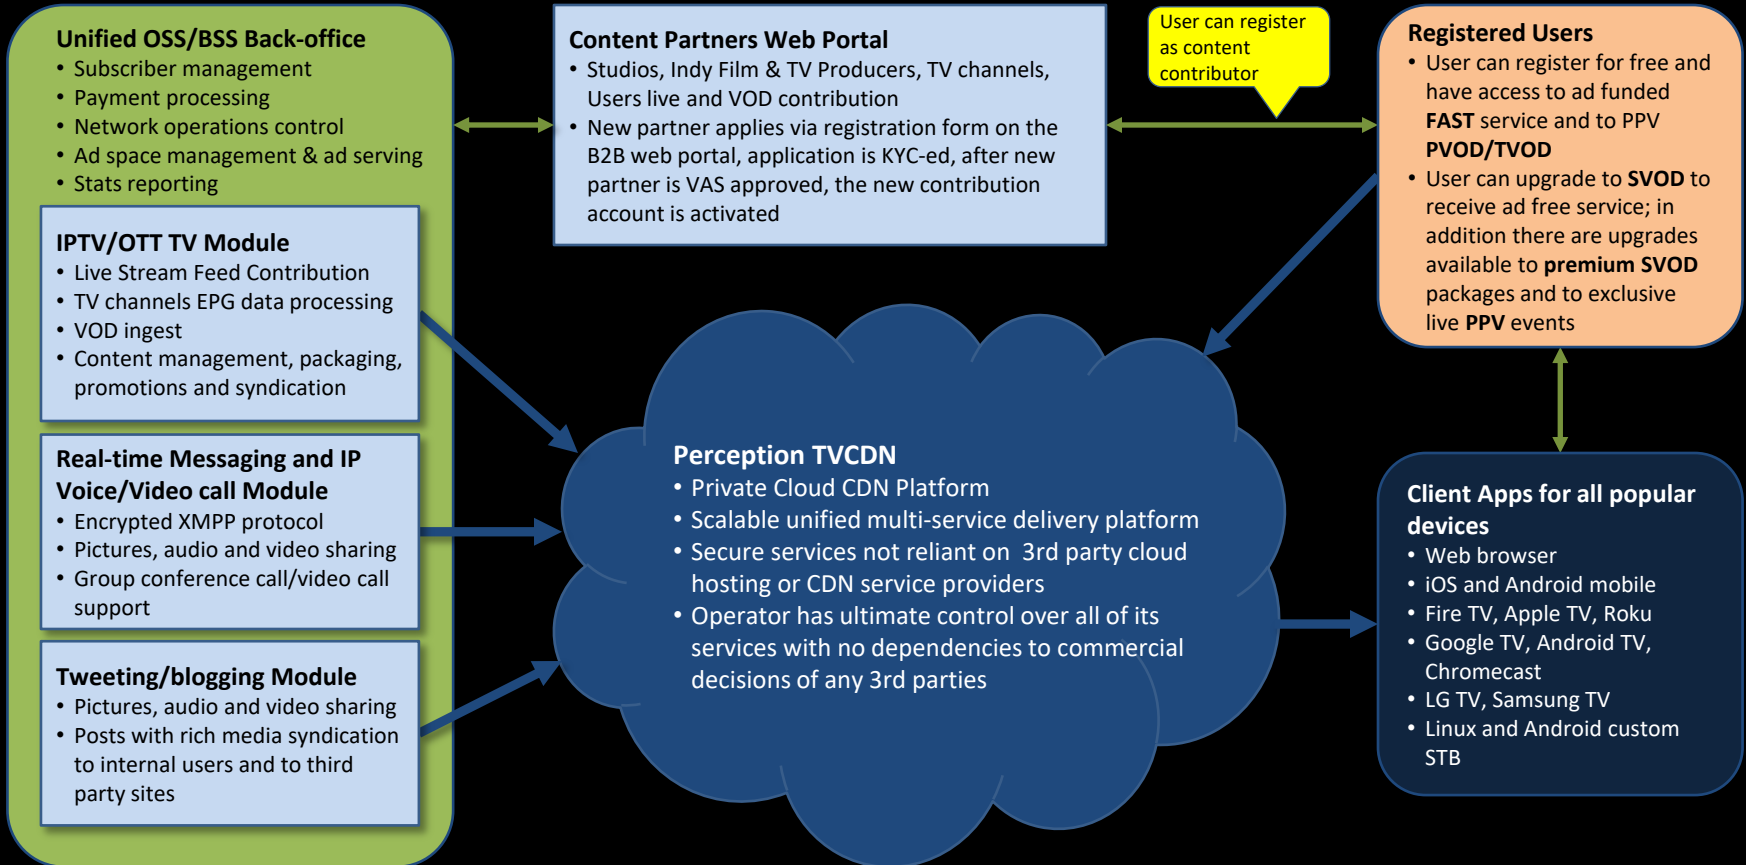 Unified OSS/BSS Back-office
• Subscriber management
• Payment processing
• Network operations control
• Ad space management & ad serving
• Stats reporting
IPTV/OTT TV Module
• Live Stream Feed Contribution
• TV channels EPG data processing
• VOD ingest
• Content management, packaging,
promotions and syndication
Real-time Messaging and IP
Voice/Video call Module
• Encrypted XMPP protocol
• Pictures, audio and video sharing
• Group conference call/video call
support
Tweeting/blogging Module
• Pictures, audio and video sharing
• Posts with rich media syndication
to internal users and to third
party sites
Content Partners Web Portal
• Studios, Indy Film & TV Producers, TV channels,
Users live and VOD contribution
• New partner applies via registration form on the
B2B web portal, application is KYC-ed, after new
partner is VAS approved, the new contribution
account is activated
User can register
as content
contributor
Registered Users
• User can register for free and
have access to ad funded
FAST service and to PPV
PVOD/TVOD
• User can upgrade to SVOD to
receive ad free service; in
addition there are upgrades
available to premium SVOD
packages and to exclusive
live PPV events
Perception TVCDN
• Private Cloud CDN Platform
• Scalable unified multi-service delivery platform
• Secure services not reliant on 3rd party cloud
hosting or CDN service providers
• Operator has ultimate control over all of its
services with no dependencies to commercial
decisions of any 3rd parties
Client Apps for all popular
devices
• Web browser
• iOS and Android mobile
• Fire TV, Apple TV, Roku
• Google TV, Android TV,
Chromecast
• LG TV, Samsung TV
• Linux and Android custom
STB